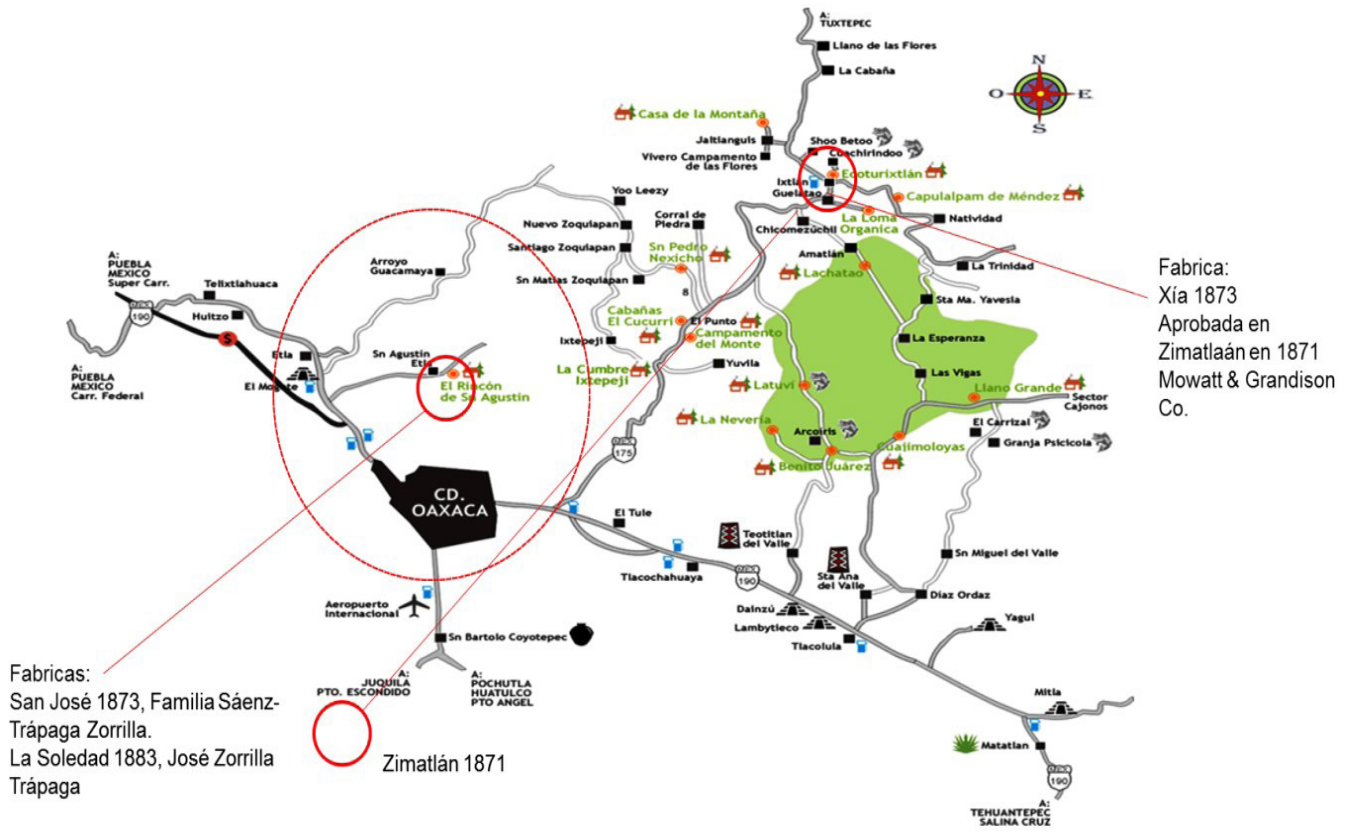 A:
TUXTEPEC
Llano de las Flores
La Cabaña
N
O
E
S
Casa de la Montaña
Jaltianguis
Vivero Campamento
de las Flores
Shoo Betoo
Cuachirindoo
Ecoturixtlán
Ixtlán
Guelatao
Capulalpam de Méndez
La Loma
Organica
Natividad
Chicomezúchil
Amatlán
La Trinidad
Lachatao
Sta Ma. Yavesia
La Esperanza
Las Vigas
Llano Grande
Sector
Cajonos
El Carrizal
Granja Psicicola
Cuajimoloyas
Latuvi
La Nevería
Arcoiris
Benito Juárez
Yoo Leezy
Nuevo Zoquiapan
Corral de
Piedra
Santiago Zoquiapan
Sn Pedro
Nexicho
Sn Matias Zoquiapan
8
Cabañas
El Cucurri
El Punto
Campamento
del Monte
Ixtepeji
La Cumbre
Ixtepeji
Yuvila
175
Arroyo
Guacamaya
A:
PUEBLA
MEXICO
Super Carr.
190
Telixtlahuaca
Huitzo
S
A:
PUEBLA
MEXICO
Carr. Federal
Etla
El Mogote
Sn Agustín
Etla
El Rincón
de Sn Agustín
CD.
OAXACA
El Tule
Tlacochahuaya
Teotitlan
del Valle
190
Sta Ana
del Valle
Sn Miguel del Valle
Díaz Ordaz
Dainzú
Lambytieco
Tlacolula
Yagul
Mitla
Matatlan
190
A:
TEHUANTEPEC
SALINA CRUZ
Aeropuerto
Internacional
Sn Bartolo Coyotepec
A:
JUQUILA
PTO. ESCONDIDO
A:
POCHUTLA
HUATULCO
PTO ANGEL
Fabrica:
Xía 1873
Aprobada en
Zimatlaán en 1871
Mowatt & Grandison
Co.
Fabricas:
San José 1873, Familia Sáenz-
Trápaga Zorrilla.
La Soledad 1883, José Zorrilla
Trápaga
Zimatlán 1871